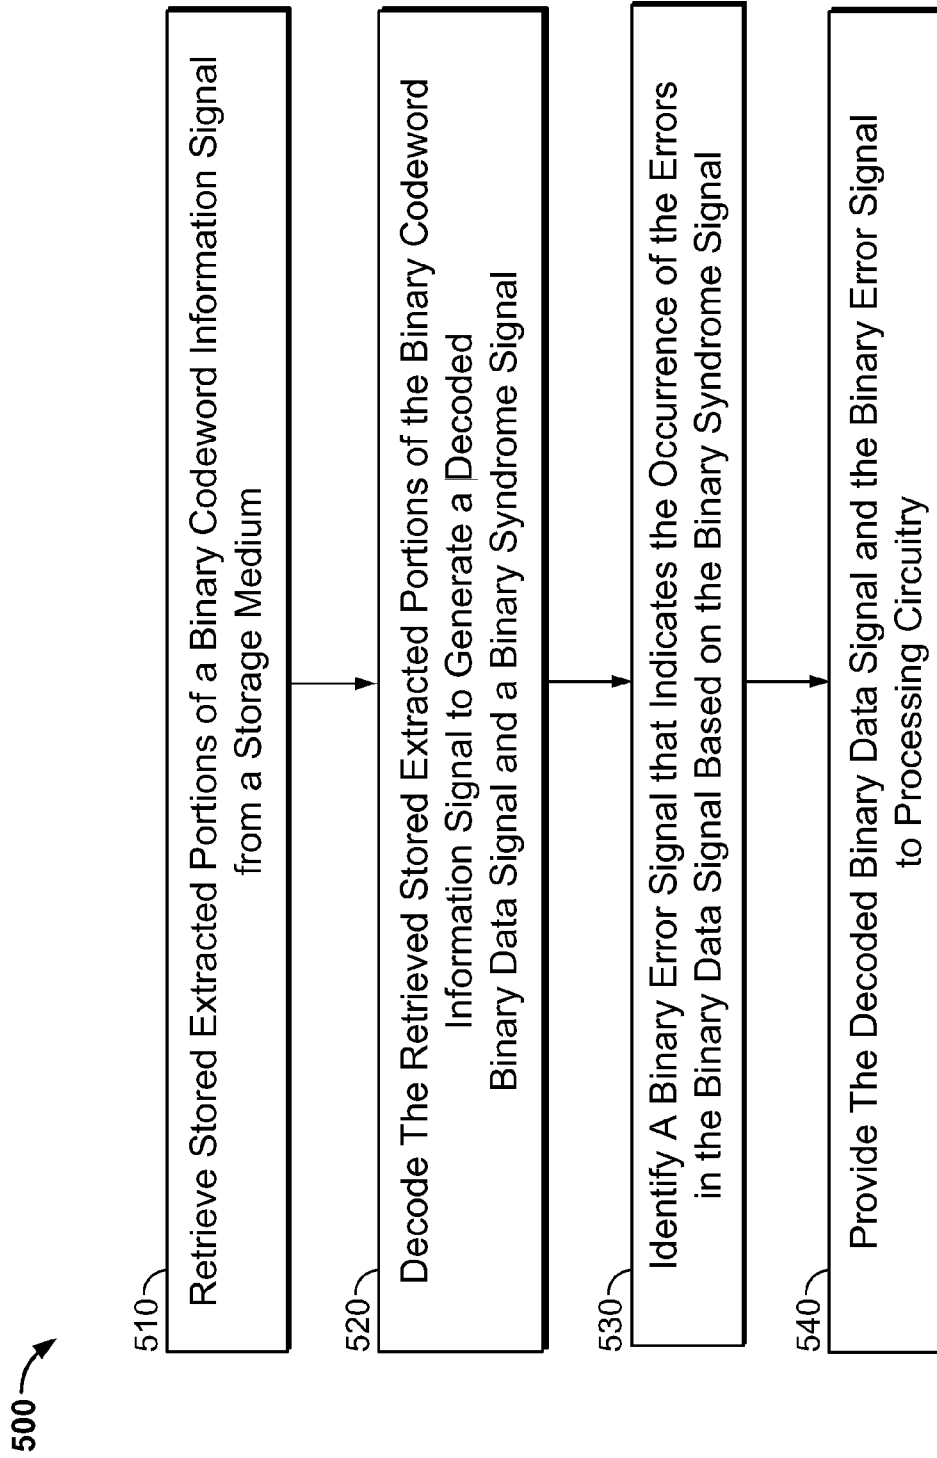 500
510
Retrieve Stored Extracted Portions of a Binary Codeword Information Signal
from a Storage Medium
520
Decode The Retrieved Stored Extracted Portions of the Binary Codeword
Information Signal to Generate a Decoded
Binary Data Signal and a Binary Syndrome Signal
530
Identify A Binary Error Signal that Indicates the Occurrence of the Errors
in the Binary Data Signal Based on the Binary Syndrome Signal
540
Provide The Decoded Binary Data Signal and the Binary Error Signal
to Processing Circuitry